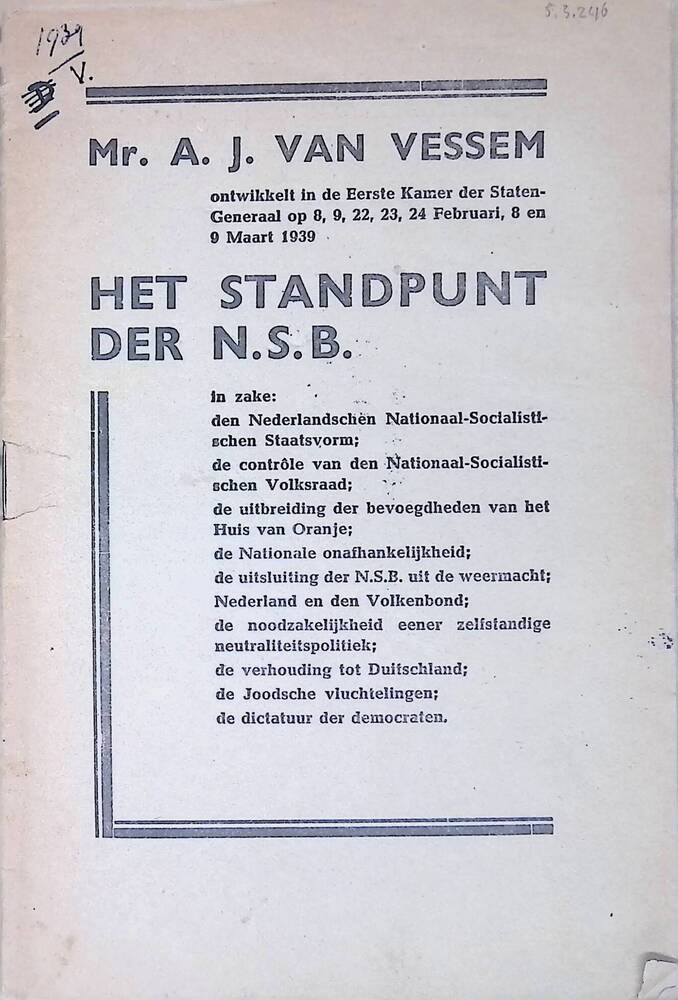 5.3.246
1939
V.
Mr. A. J. VAN VESSEM
ontwikkelt in de Eerste Kamer der Staten-
Generaal op 8, 9, 22, 23, 24 Februari, 8 en
9 Maart 1939
HET STANDPUNT
DER N.S.B.
in zake:
den Nederlandschen Nationaal-Socialisti-
schen Staatsvorm;
de contrôle van den Nationaal-Socialisti-
schen Volksraad;
de uitbreiding der bevoegdheden van het
Huis van Oranje;
de Nationale onafhankelijkheid;
de uitsluiting der N.S.B. uit de weermacht;
Nederland en den Volkenbond;
de noodzakelijkheid eener zelfstandige
neutraliteitspolitiek;
de verhouding tot Duitschland;
de Joodsche vluchtelingen;
de dictatuur der democraten.